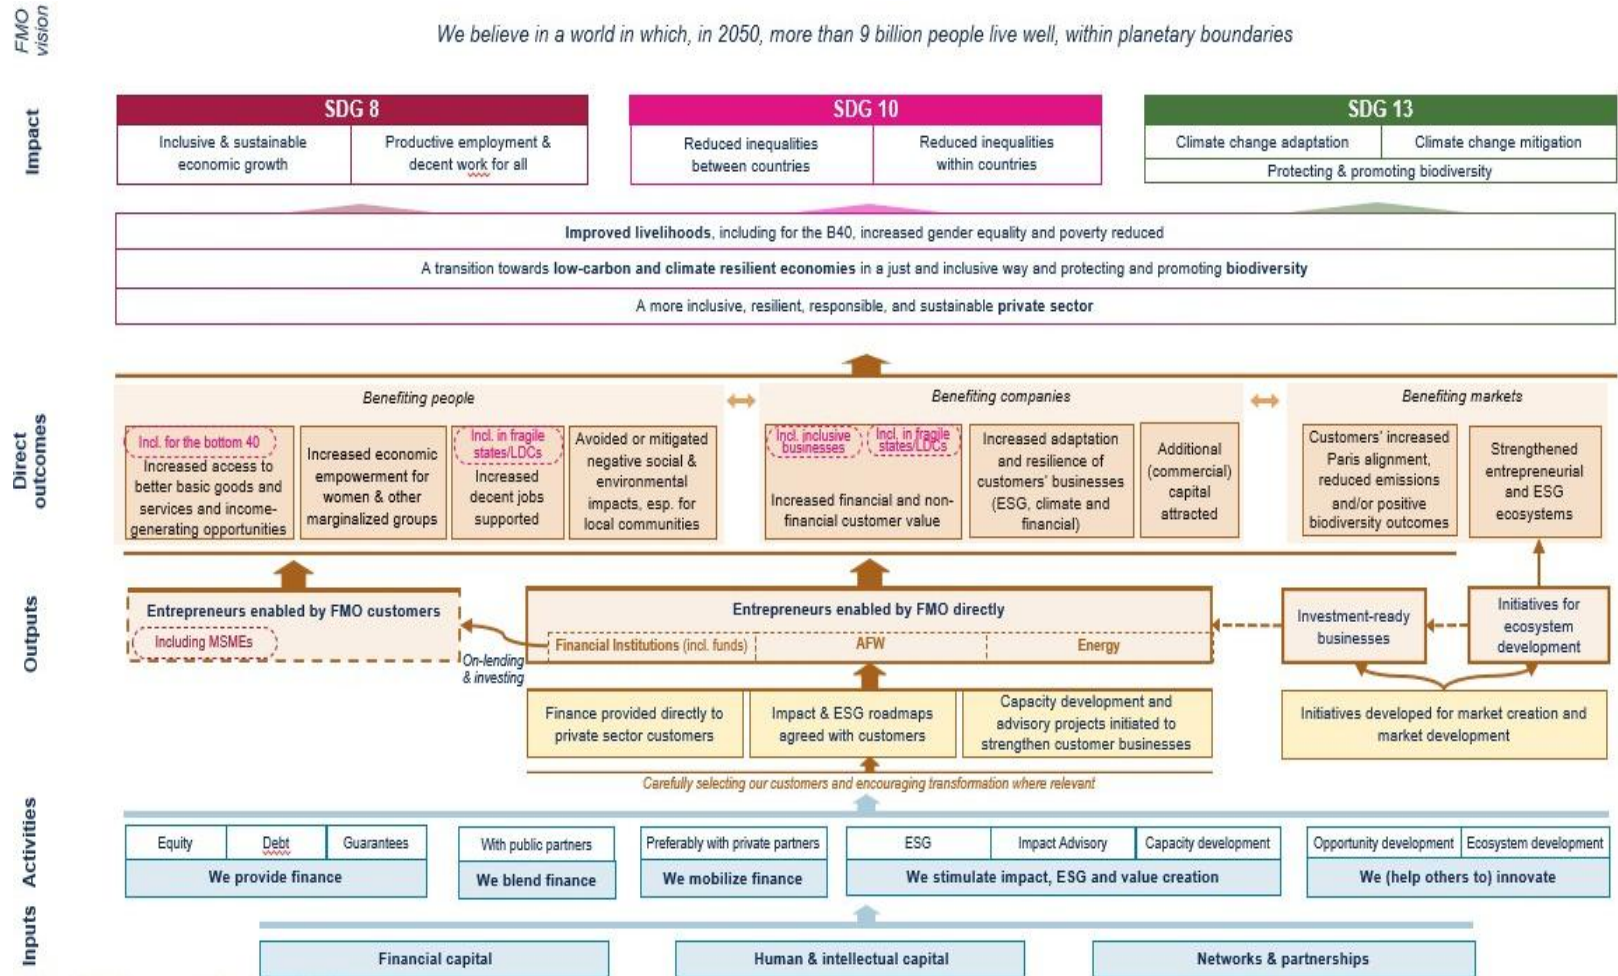 FMO
vision
We believe in a world in which, in 2050, more than 9 billion people live well, within planetary boundaries
Impact
SDG 8
Inclusive & sustainable
economic growth
Productive employment &
decent work for all
SDG 10
Reduced inequalities
between countries
Reduced inequalities
within countries
SDG 13
Climate change adaptation
Climate change mitigation
Protecting & promoting biodiversity
Improved livelihoods, including for the B40, increased gender equality and poverty reduced
A transition towards low-carbon and climate resilient economies in a just and inclusive way and protecting and promoting biodiversity
A more inclusive, resilient, responsible, and sustainable private sector
Direct
outcomes
Benefiting people
Incl. for the bottom 40
Increased access to
better basic goods and
services and income-
generating opportunities
Increased economic
empowerment for
women & other
marginalized groups
Incl. in fragile
states/LDCs
Increased
decent jobs
supported
Avoided or mitigated
negative social &
environmental
impacts, esp. for
local communities
Benefiting companies
Incl. inclusive
businesses
Incl. in fragile
states/LDCs
Increased financial and non-
financial customer value
Increased adaptation
and resilience of
customers' businesses
(ESG, climate and
financial)
Additional
(commercial)
capital
attracted
Benefiting markets
Customers' increased
Paris alignment,
reduced emissions
and/or positive
biodiversity outcomes
Strengthened
entrepreneurial
and ESG
ecosystems
Outputs
Entrepreneurs enabled by FMO customers
Including MSMEs
On-lending
& investing
Entrepreneurs enabled by FMO directly
Financial Institutions (incl. funds)
AFW
Energy
Investment-ready
businesses
Initiatives for
ecosystem
development
Finance provided directly to
private sector customers
Impact & ESG roadmaps
agreed with customers
Capacity development and
advisory projects initiated to
strengthen customer businesses
Initiatives developed for market creation and
market development
Carefully selecting our customers and encouraging transformation where relevant
Activities
Equity
Debt
Guarantees
We provide finance
With public partners
We blend finance
Preferably with private partners
We mobilize finance
ESG
Impact Advisory
Capacity development
We stimulate impact, ESG and value creation
Opportunity development
Ecosystem development
We (help others to) innovate
Inputs
Financial capital
Human & intellectual capital
Networks & partnerships